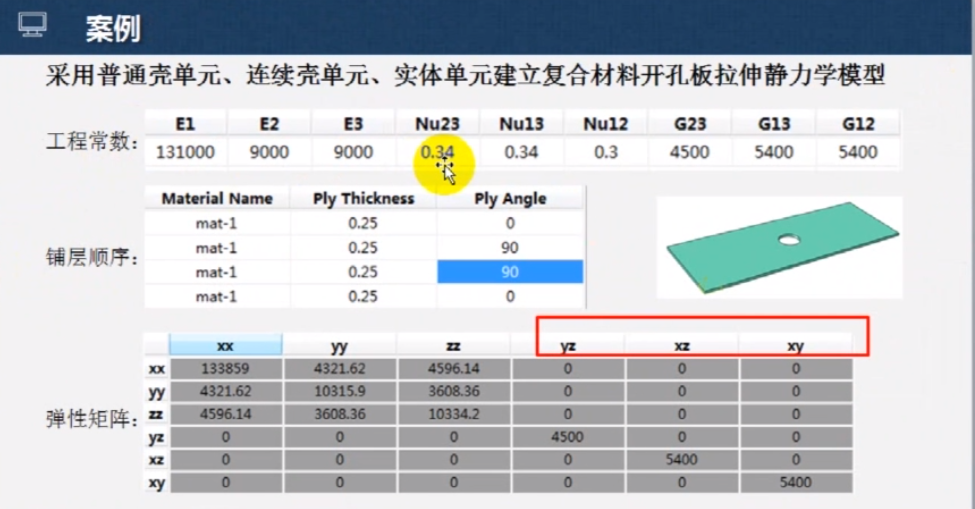 案例
采用普通壳单元、连续壳单元、实体单元建立复合材料开孔板拉伸静力学模型
工程常数:
E1 E2 E3 Nu23 Nu13 Nu12 G23 G13 G12
131000 9000 9000 0.34 0.34 0.3 4500 5400 5400
铺层顺序:
Material Name Ply Thickness Ply Angle
mat-1 0.25 0
mat-1 0.25 90
mat-1 0.25 90
mat-1 0.25 0
弹性矩阵:
xx yy zz yz xz xy
xx 133859 4321.62 4596.14 0 0 0
yy 4321.62 10315.9 3608.36 0 0 0
zz 4596.14 3608.36 10334.2 0 0 0
yz 0 0 0 4500 0 0
xz 0 0 0 0 5400 0
xy 0 0 0 0 0 5400